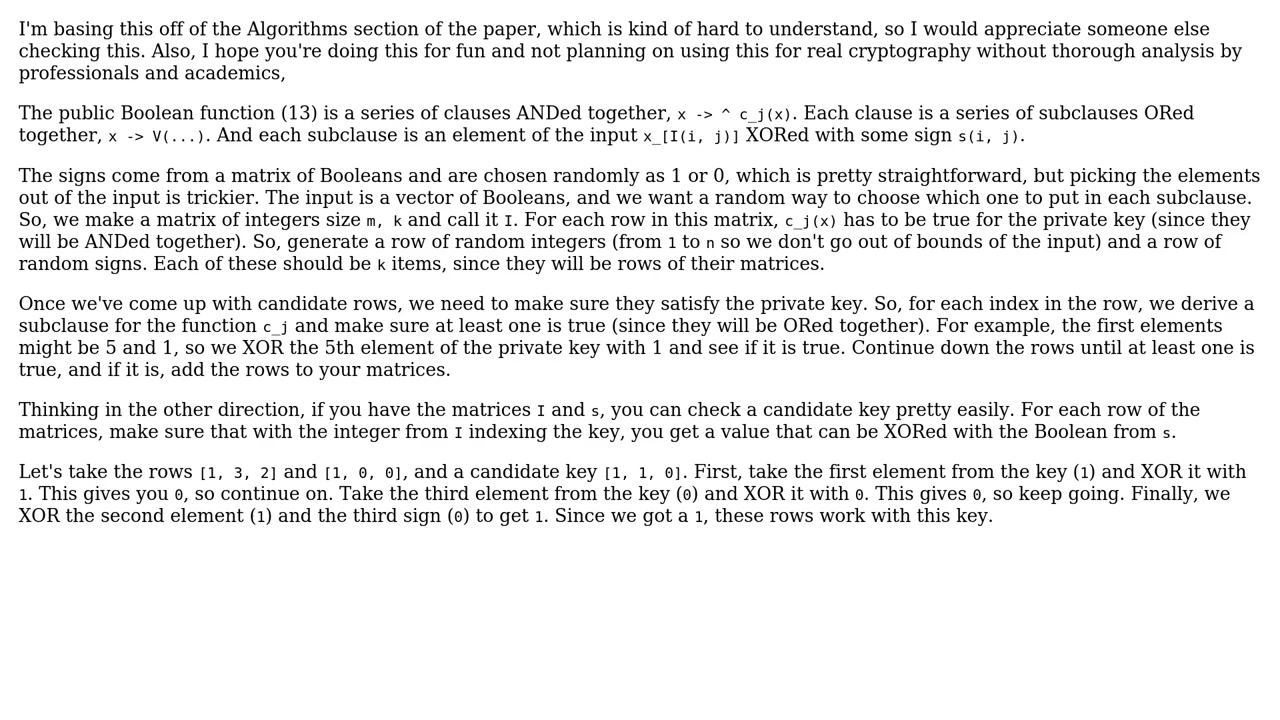 I'm basing this off of the Algorithms section of the paper, which is kind of hard to understand, so I would appreciate someone else
checking this. Also, I hope you're doing this for fun and not planning on using this for real cryptography without thorough analysis by
professionals and academics,
The public Boolean function (13) is a series of clauses ANDed together, x -> ^ c_j(x). Each clause is a series of subclauses ORed
together, x -> V(...). And each subclause is an element of the input x_[I(i, j)] XORed with some sign s(i, j).
The signs come from a matrix of Booleans and are chosen randomly as 1 or 0, which is pretty straightforward, but picking the elements
out of the input is trickier. The input is a vector of Booleans, and we want a random way to choose which one to put in each subclause.
So, we make a matrix of integers size m, k and call it I. For each row in this matrix, c_j(x) has to be true for the private key (since they
will be ANDed together). So, generate a row of random integers (from 1 to n so we don't go out of bounds of the input) and a row of
random signs. Each of these should be k items, since they will be rows of their matrices.
Once we've come up with candidate rows, we need to make sure they satisfy the private key. So, for each index in the row, we derive a
subclause for the function c_j and make sure at least one is true (since they will be ORed together). For example, the first elements
might be 5 and 1, so we XOR the 5th element of the private key with 1 and see if it is true. Continue down the rows until at least one is
true, and if it is, add the rows to your matrices.
Thinking in the other direction, if you have the matrices I and s, you can check a candidate key pretty easily. For each row of the
matrices, make sure that with the integer from I indexing the key, you get a value that can be XORed with the Boolean from s.
Let's take the rows [1, 3, 2] and [1, 0, 0], and a candidate key [1, 1, 0]. First, take the first element from the key (1) and XOR it with
1. This gives you 0, so continue on. Take the third element from the key (0) and XOR it with 0. This gives 0, so keep going. Finally, we
XOR the second element (1) and the third sign (0) to get 1. Since we got a 1, these rows work with this key.